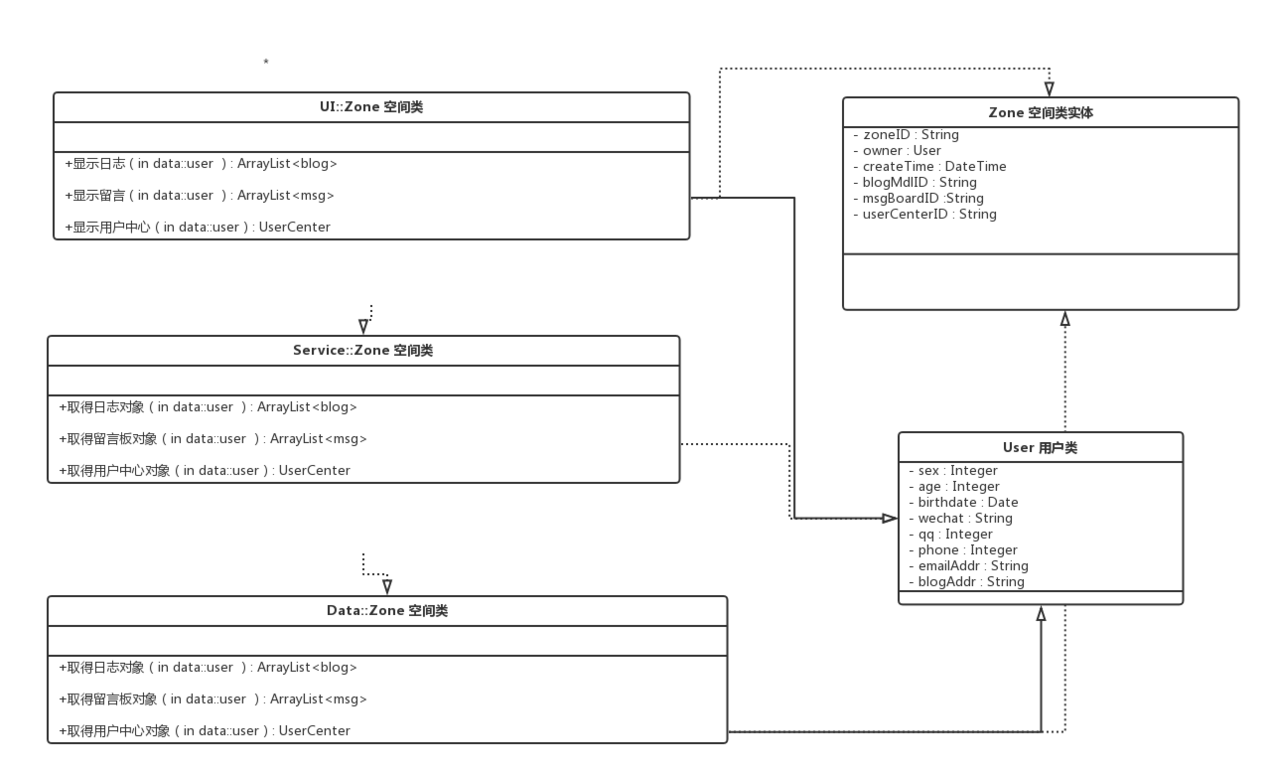 *
UI::Zone 空间类
+显示日志（in data::user ）: ArrayList<blog>
+显示留言（in data::user ）: ArrayList<msg>
+显示用户中心（in data::user）: UserCenter
Zone 空间类实体
- zoneID : String
- owner : User
- createTime : DateTime
- blogMdlID : String
- msgBoardID :String
- userCenterID : String
Service::Zone 空间类
+取得日志对象（in data::user ）: ArrayList<blog>
+取得留言板对象（in data::user ）: ArrayList<msg>
+取得用户中心对象（in data::user）: UserCenter
User 用户类
- sex : Integer
- age : Integer
- birthdate : Date
- wechat : String
- qq : Integer
- phone : Integer
- emailAddr : String
- blogAddr : String
Data::Zone 空间类
+取得日志对象（in data::user ）: ArrayList<blog>
+取得留言板对象（in data::user ）: ArrayList<msg>
+取得用户中心对象（in data::user）: UserCenter